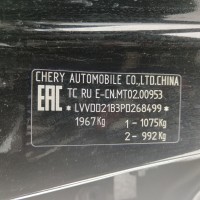 CHERY AUTOMOBILE CO.,LTD.CHINA
EAC TC RU E-CN.MT02.00953
* LVVDD21B3PD268499 *
1967Kg 1 - 1075Kg
2 - 992Kg